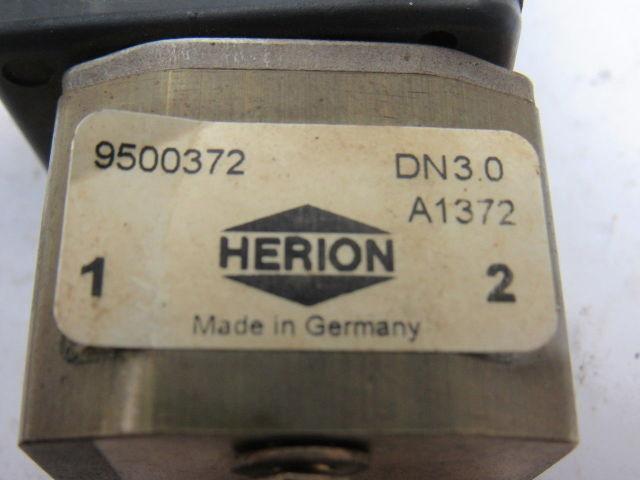 9500372 DN3.0
A1372
HERION
1 2
Made in Germany